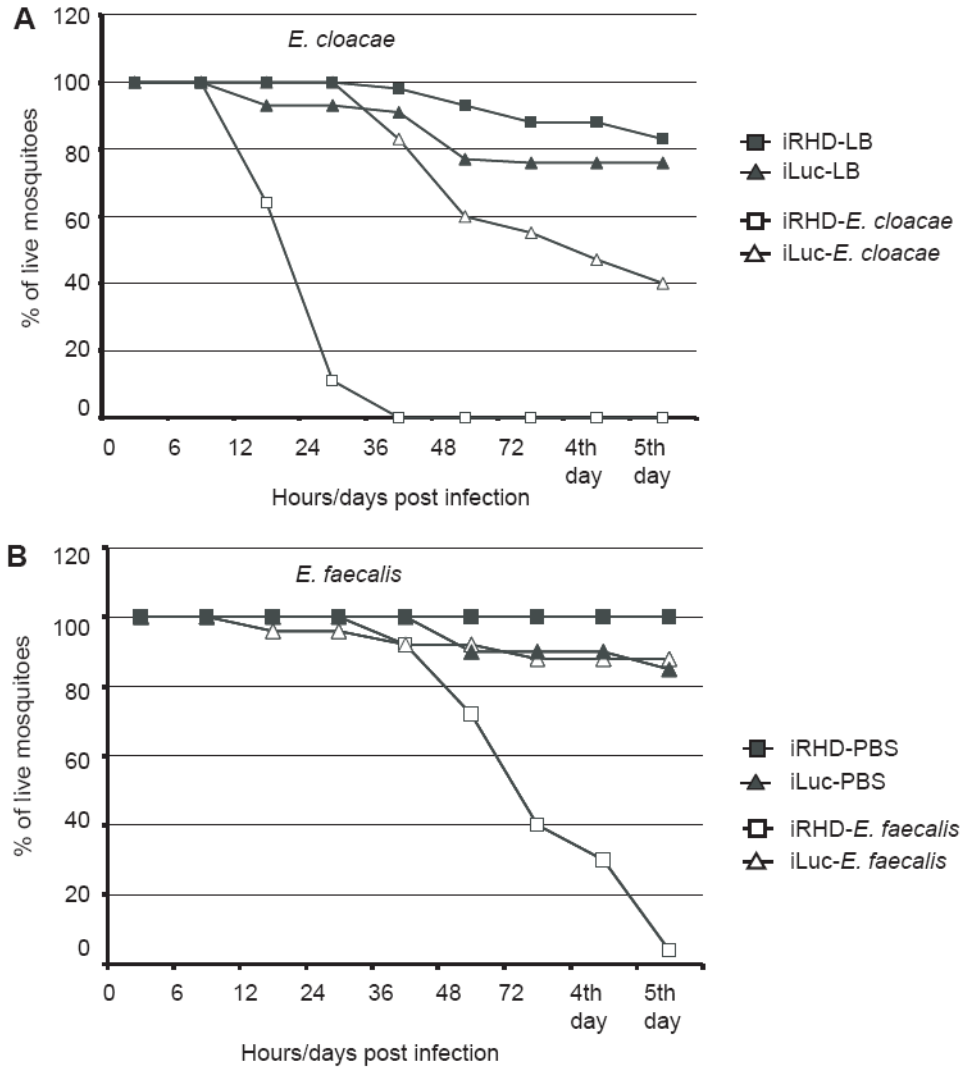 A
E. cloacae
120
100
80
60
40
20
0
% of live mosquitoes
0 6 12 24 36 48 72 4th day 5th day
Hours/days post infection
iRHD-LB
iLuc-LB
iRHD-E. cloacae
iLuc-E. cloacae
B
E. faecalis
120
100
80
60
40
20
0
% of live mosquitoes
0 6 12 24 36 48 72 4th day 5th day
Hours/days post infection
iRHD-PBS
iLuc-PBS
iRHD-E. faecalis
iLuc-E. faecalis